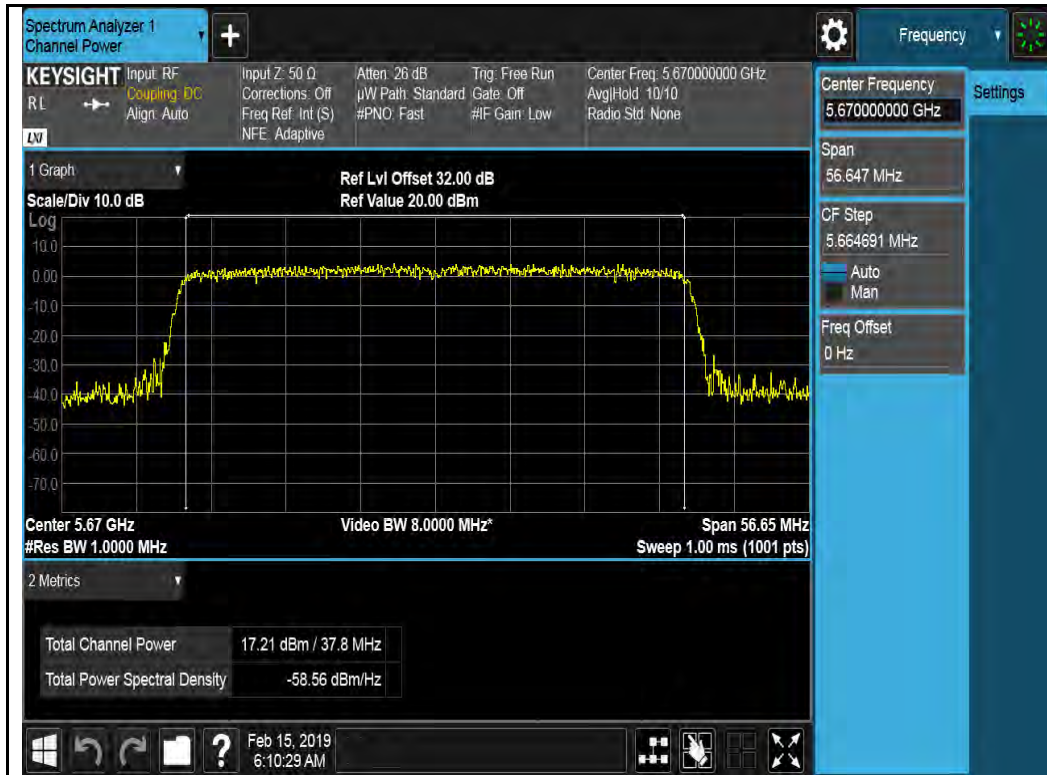 Spectrum Analyzer 1
Channel Power
+
Frequency
KEYSIGHT
RL
LXI
Input: RF
Coupling: DC
Align: Auto
Input Z: 50 Ω
Corrections: Off
Freq Ref: Int (S)
NFE: Adaptive
Atten: 26 dB
µW Path: Standard
#PNO: Fast
Trig: Free Run
Gate: Off
#IF Gain: Low
Center Freq: 5.670000000 GHz
Avg|Hold: 10/10
Radio Std: None
Center Frequency
5.670000000 GHz
Settings
Span
56.647 MHz
CF Step
5.664691 MHz
Auto
Man
Freq Offset
0 Hz
1 Graph
Ref Lvl Offset 32.00 dB
Scale/Div 10.0 dB
Ref Value 20.00 dBm
Log
10.0
0.00
-10.0
-20.0
-30.0
-40.0
-50.0
-60.0
-70.0
Center 5.67 GHz
Video BW 8.0000 MHz*
Span 56.65 MHz
#Res BW 1.0000 MHz
Sweep 1.00 ms (1001 pts)
2 Metrics
Total Channel Power
17.21 dBm / 37.8 MHz
Total Power Spectral Density
-58.56 dBm/Hz
?
Feb 15, 2019
6:10:29 AM